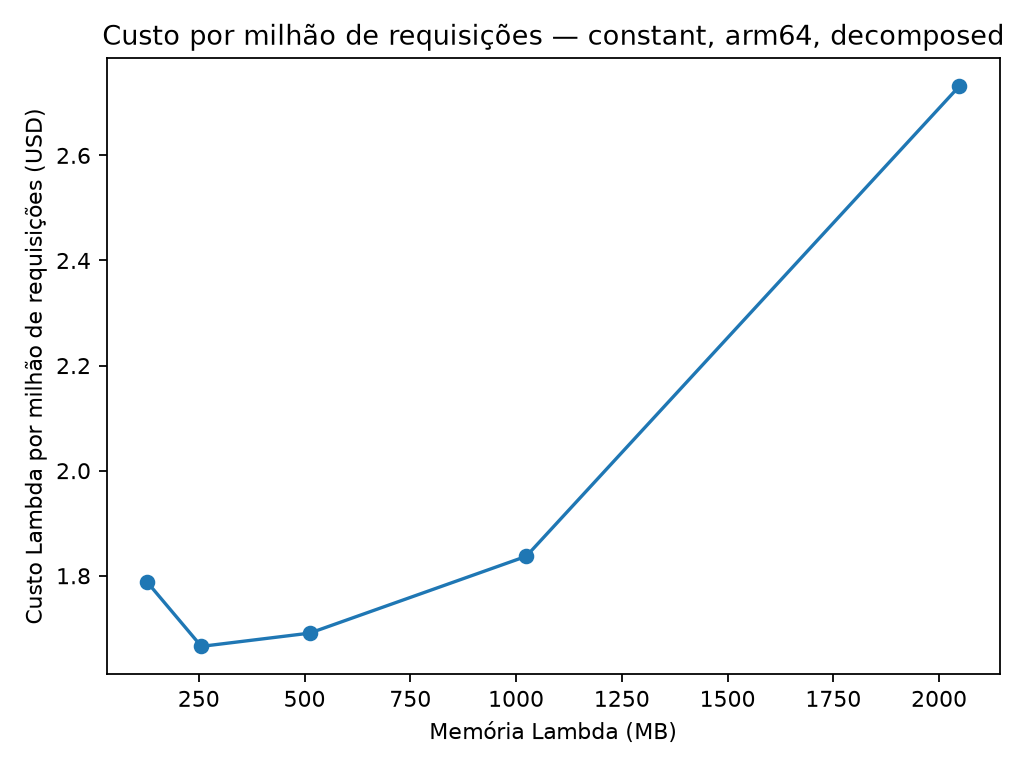 Custo por milhão de requisições — constant, arm64, decomposed
Custo Lambda por milhão de requisições (USD)
2.6
2.4
2.2
2.0
1.8
250 500 750 1000 1250 1500 1750 2000
Memória Lambda (MB)